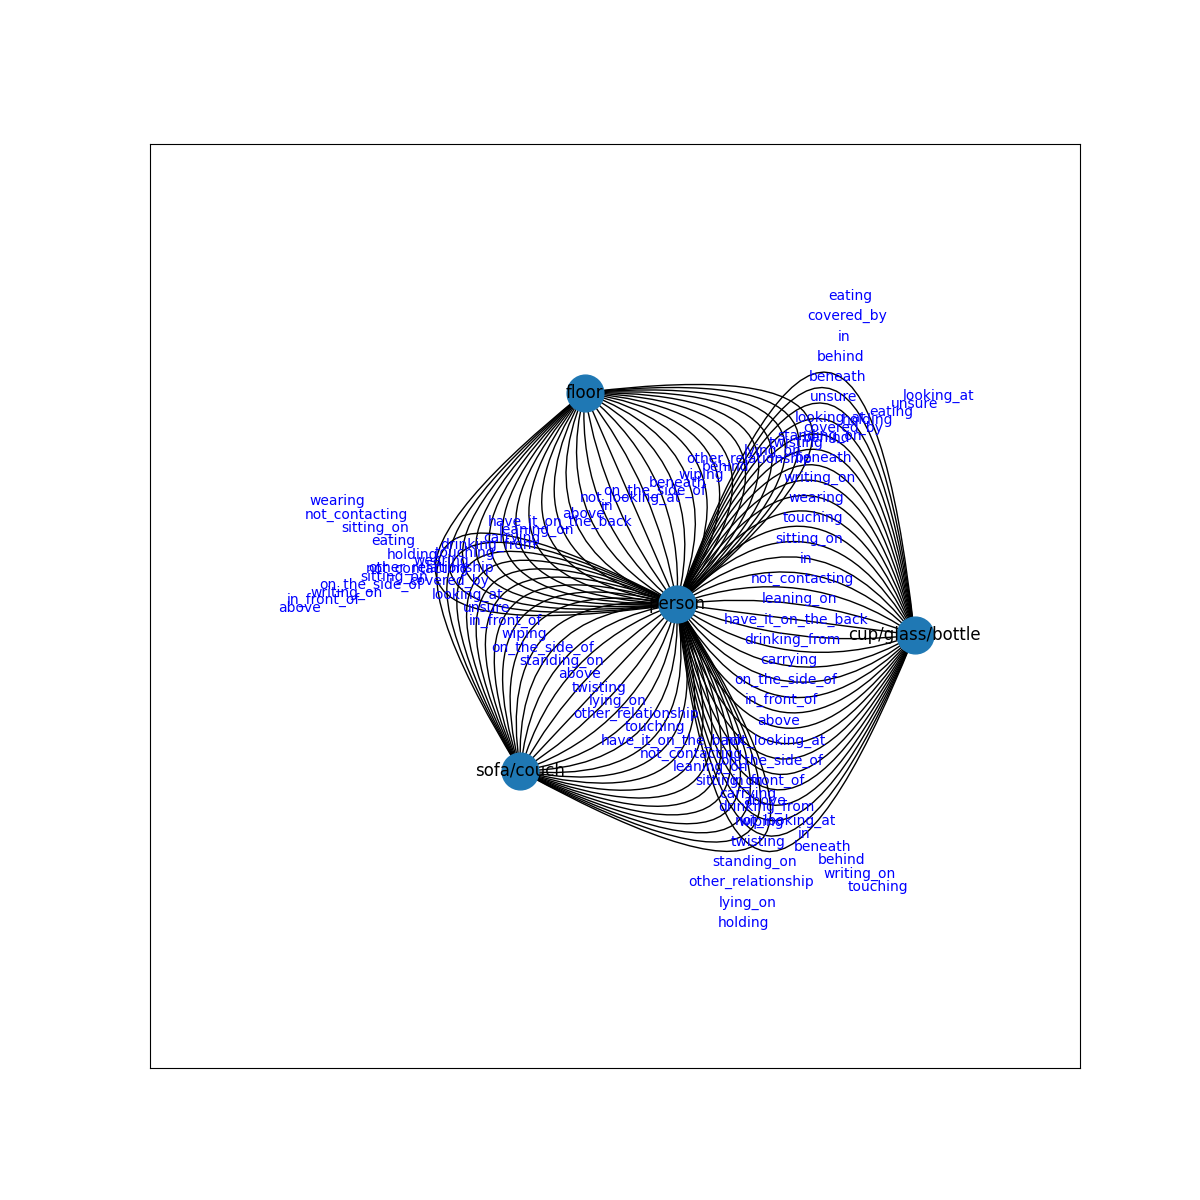 eating
covered_by
in
behind
beneath
unsure
looking_at
looking_at
unsure
eating
holding
covered_by
standing_on
behind
twisting
lying_on
beneath
other_relationship
behind
wiping
writing_on
beneath
on_the_side_of
not_looking_at
wearing
in
above
touching
have_it_on_the_back
leaning_on
carrying
drinking_from
sitting_on
touching
in
wearing
not_contacting
floor
wearing
not_contacting
sitting_on
eating
holding
other_relationship
sitting_on
covered_by
on_the_side_of
writing_on
in_front_of
above
looking_at
unsure
in_front_of
wiping
on_the_side_of
standing_on
above
twisting
lying_on
other_relationship
touching
have_it_on_the_back
not_contacting
leaning_on
sitting_on
carrying
drinking_from
not_looking_at
in
beneath
behind
writing_on
touching
person
not_contacting
leaning_on
have_it_on_the_back
drinking_from
cup/glass/bottle
carrying
on_the_side_of
in_front_of
above
not_looking_at
on_the_side_of
in_front_of
above
wiping
twisting
standing_on
other_relationship
lying_on
holding
sofa/couch